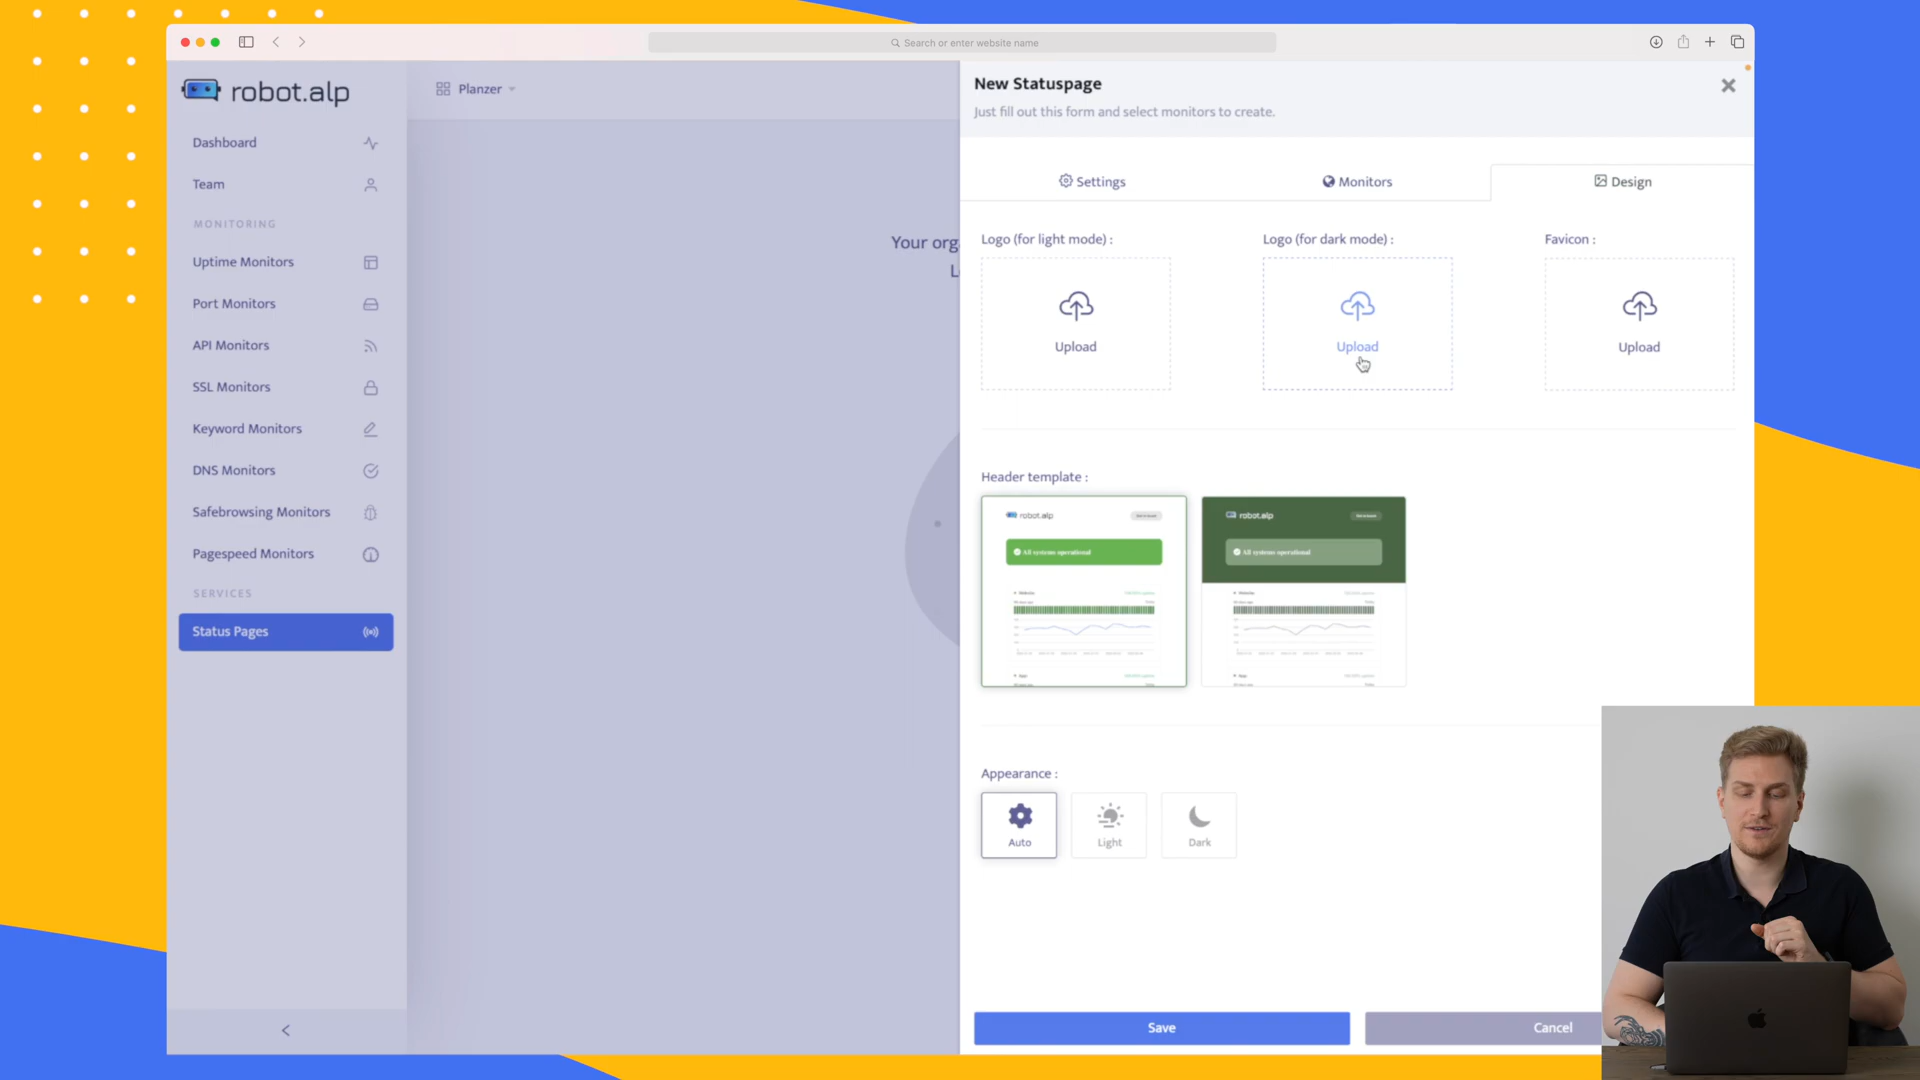 Search or enter website name
robot.alp
Planzer
New Statuspage
Just fill out this form and select monitors to create.
Dashboard
Team
MONITORING
Uptime Monitors
Port Monitors
API Monitors
SSL Monitors
Keyword Monitors
DNS Monitors
Safebrowsing Monitors
Pagespeed Monitors
SERVICES
Status Pages
Your org
L
Settings
Monitors
Design
Logo (for light mode) :
Logo (for dark mode) :
Favicon :
Upload
Upload
Upload
Header template :
robot.alp
All systems operational
robot.alp
All systems operational
Appearance :
Auto
Light
Dark
Save
Cancel